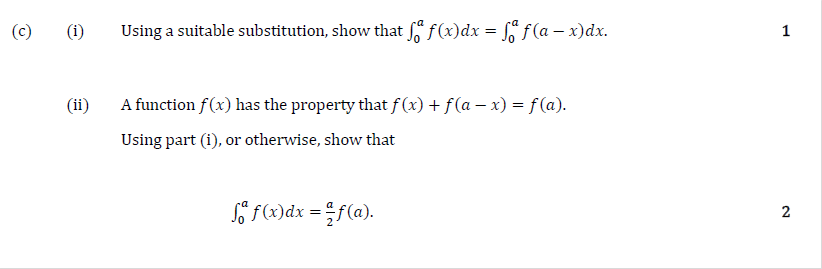 (c) (i) Using a suitable substitution, show that ∫₀ᵃ f(x)dx = ∫₀ᵃ f(a − x)dx. 1
(ii) A function f(x) has the property that f(x) + f(a − x) = f(a).
Using part (i), or otherwise, show that
∫₀ᵃ f(x)dx = a/2 f(a). 2